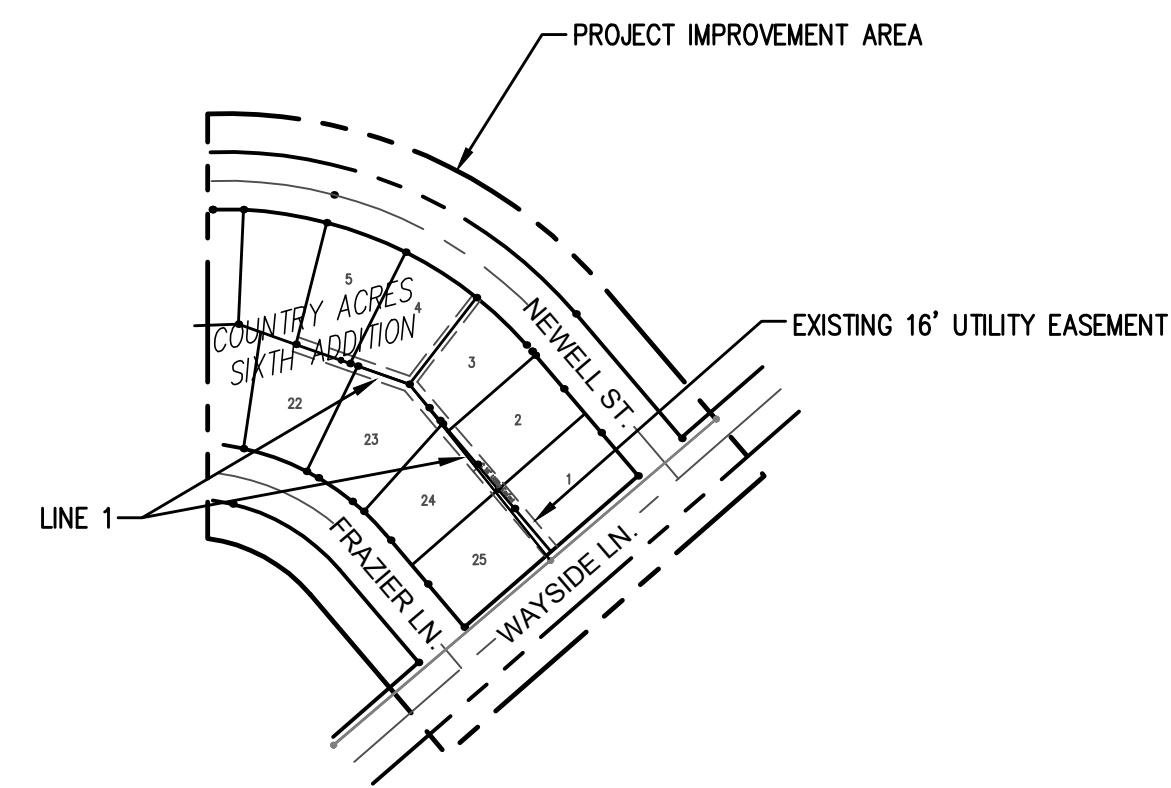 PROJECT IMPROVEMENT AREA
5
COUNTRY ACRES
4
SIXTH ADDITION
NEWELL ST.
EXISTING 16' UTILITY EASEMENT
3
22
2
23
1
24
LINE 1
FRAZIER LN.
25
WAYSIDE LN.